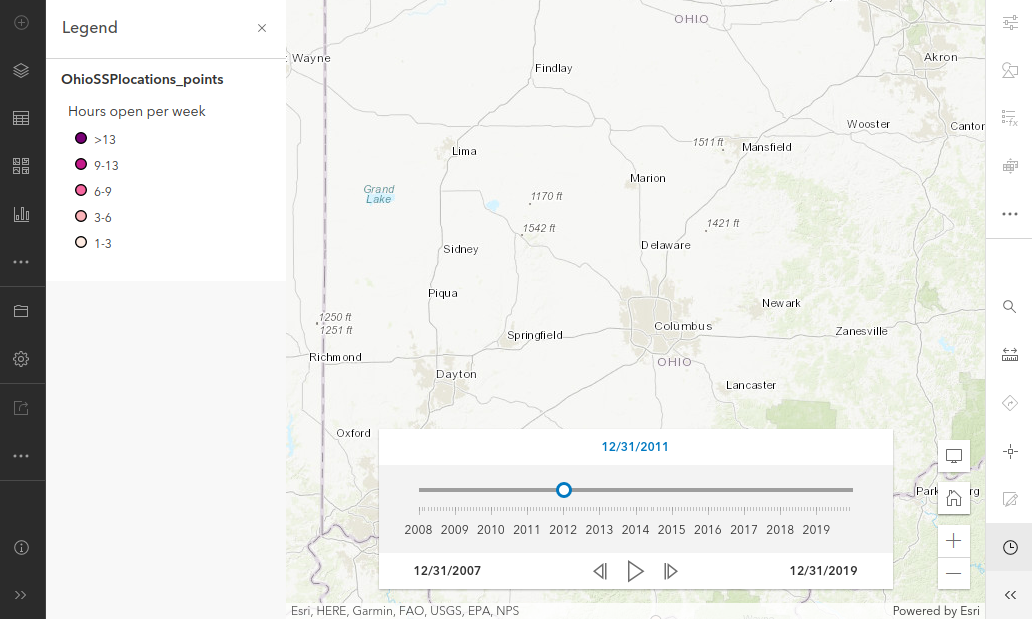 Legend
OhioSSPlocations_points
Hours open per week
>13
9-13
6-9
3-6
1-3
OHIO
Akron
Wayne
Findlay
Wooster
Canton
Lima
1511 ft
Mansfield
Marion
Grand
Lake
1170 ft
1421 ft
1542 ft
Sidney
Delaware
Piqua
Newark
1250 ft
1251 ft
Columbus
Zanesville
Springfield
Richmond
OHIO
Dayton
Lancaster
Oxford
12/31/2011
2008 2009 2010 2011 2012 2013 2014 2015 2016 2017 2018 2019
12/31/2007
12/31/2019
Esri, HERE, Garmin, FAO, USGS, EPA, NPS
Powered by Esri